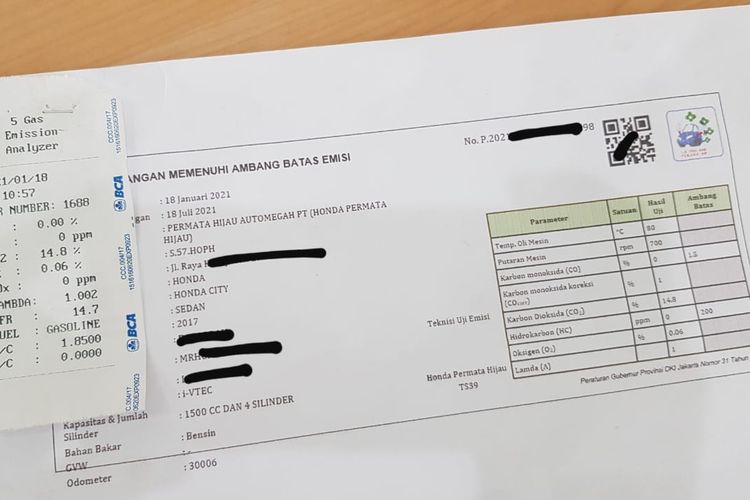 5 Gas
Emission
Analyzer
1/01/18
10:57
R NUMBER: 1688
: 0.00 %
: 0 ppm
2 : 14.8 %
: 0.06 %
Ox : 0 ppm
AMBDA: 1.002
FR : 14.7
UEL : GASOLINE
/C : 1.8500
/C : 0.0000
BCA
BCA
ANGAN MEMENUHI AMBANG BATAS EMISI
No. P.202 98
: 18 Januari 2021
ngan : 18 Juli 2021
: PERMATA HIJAU AUTOMEGAH PT (HONDA PERMATA
HIJAU)
: S.57.HOPH
: Jl. Raya
: HONDA
: HONDA CITY
: SEDAN
: 2017
: MRH
: i-VTEC
Kapasitas & Jumlah : 1500 CC DAN 4 SILINDER
Silinder
Bahan Bakar : Bensin
GVW : -
Odometer : 30006
Parameter Satuan Hasil Uji Ambang Batas
Temp. Oli Mesin °C 80
Putaran Mesin rpm 700
Karbon monoksida (CO) % 0 1.5
Karbon monoksida koreksi (COcorr) % 1
Karbon Dioksida (CO2) % 14.8
Hidrokarbon (HC) ppm 0 200
Oksigen (O2) % 0.06
Lamda (Λ) 1
Teknisi Uji Emisi
Honda Permata Hijau
TS39
Peraturan Gubernur Provinsi DKI Jakarta Nomor 31 Tahun